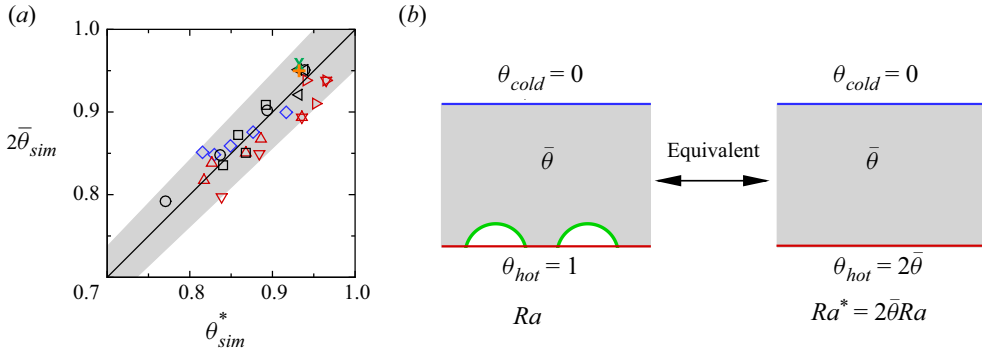 (a)
1.0
0.9
0.8
0.7
0.8
0.9
1.0
2θ̄sim
θ*sim
(b)
θcold = 0
θ̄
θhot = 1
Ra
Equivalent
θcold = 0
θ̄
θhot = 2θ̄
Ra* = 2θ̄Ra